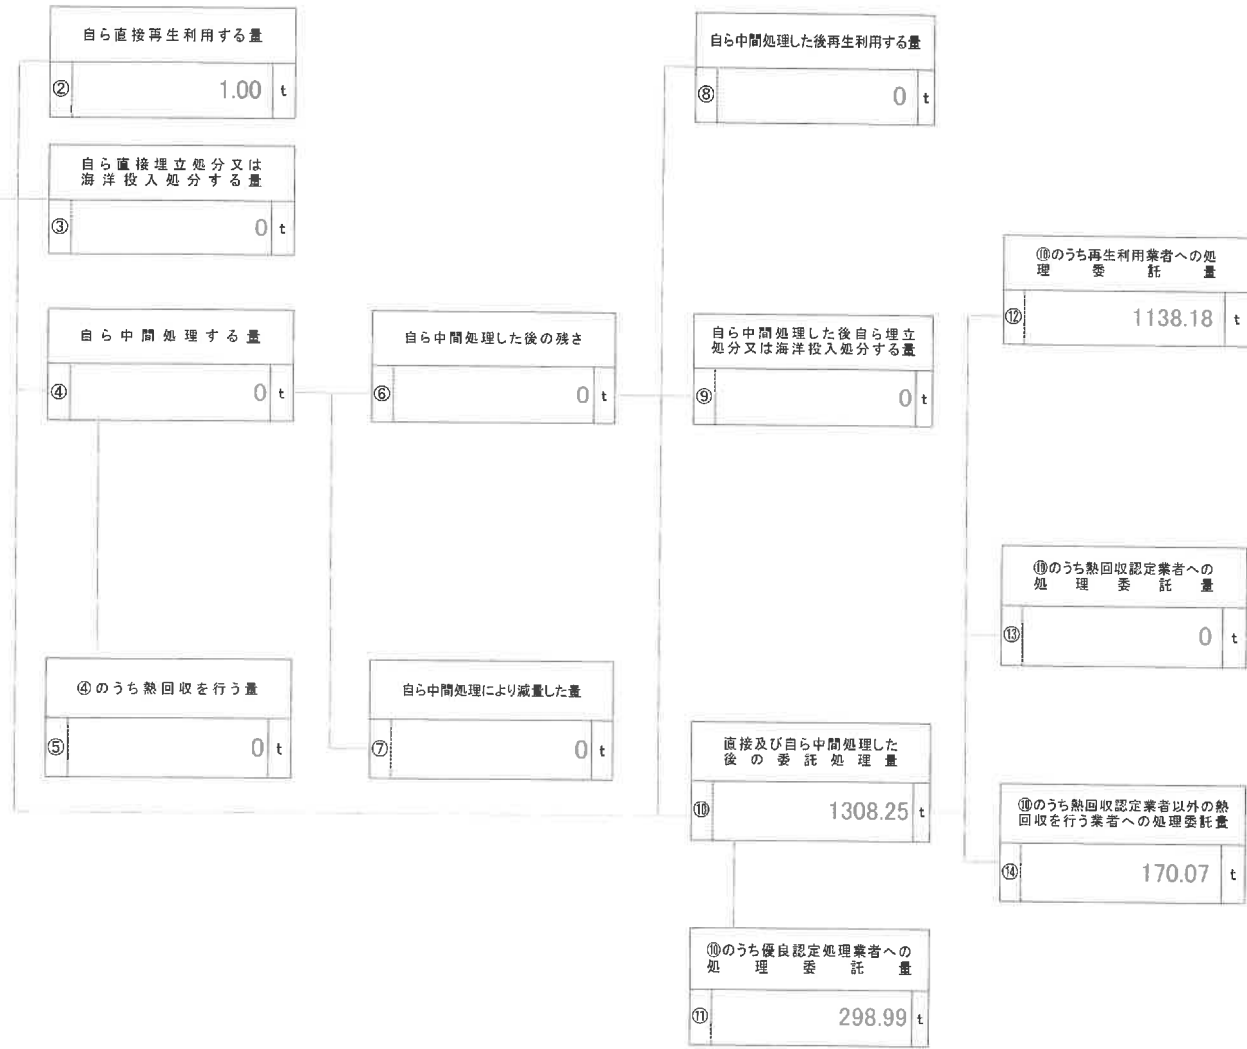 自ら直接再生利用する量
② 1.00 t
自ら直接埋立処分又は
海洋投入処分する量
③ 0 t
自ら中間処理する量
④ 0 t
④のうち熱回収を行う量
⑤ 0 t
自ら中間処理した後の残さ
⑥ 0 t
自ら中間処理により減量した量
⑦ 0 t
自ら中間処理した後再生利用する量
⑧ 0 t
自ら中間処理した後自ら埋立
処分又は海洋投入処分する量
⑨ 0 t
直接及び自ら中間処理した
後の委託処理量
⑩ 1308.25 t
⑩のうち優良認定処理業者への
処理委託量
⑪ 298.99 t
⑩のうち再生利用業者への処
理委託量
⑫ 1138.18 t
⑩のうち熱回収認定業者への
処理委託量
⑬ 0 t
⑩のうち熱回収認定業者以外の熱
回収を行う業者への処理委託量
⑭ 170.07 t